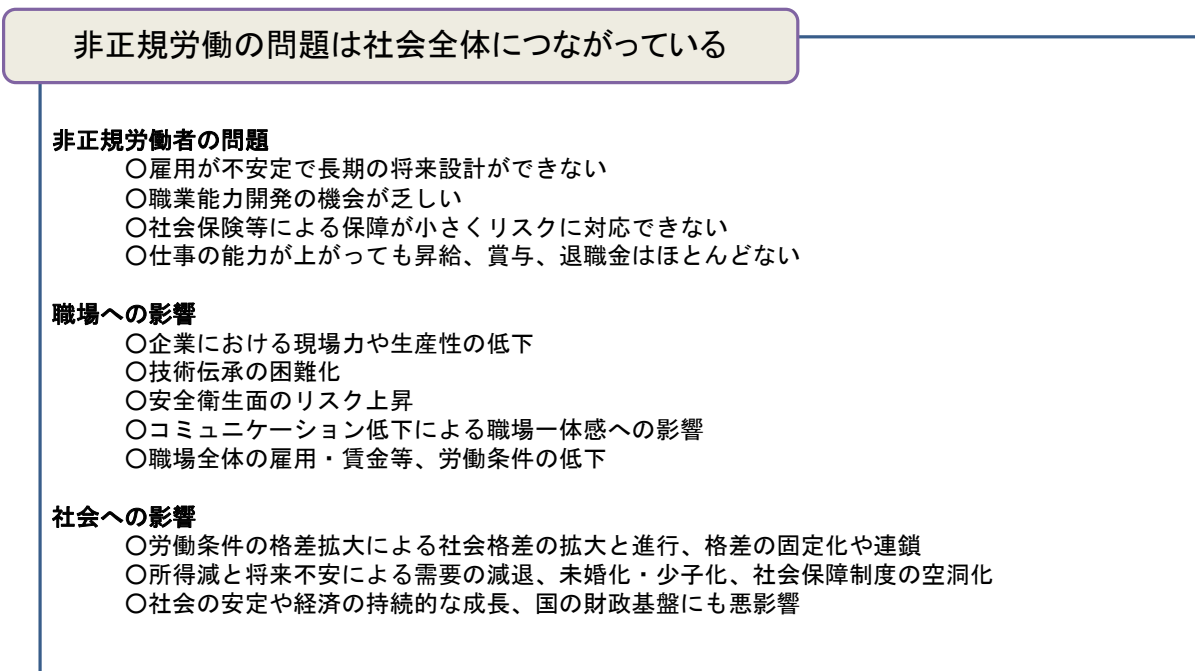 非正規労働の問題は社会全体につながっている
非正規労働者の問題
〇雇用が不安定で長期の将来設計ができない
〇職業能力開発の機会が乏しい
〇社会保険等による保障が小さくリスクに対応できない
〇仕事の能力が上がっても昇給、賞与、退職金はほとんどない
職場への影響
〇企業における現場力や生産性の低下
〇技術伝承の困難化
〇安全衛生面のリスク上昇
〇コミュニケーション低下による職場一体感への影響
〇職場全体の雇用・賃金等、労働条件の低下
社会への影響
〇労働条件の格差拡大による社会格差の拡大と進行、格差の固定化や連鎖
〇所得減と将来不安による需要の減退、未婚化・少子化、社会保障制度の空洞化
〇社会の安定や経済の持続的な成長、国の財政基盤にも悪影響